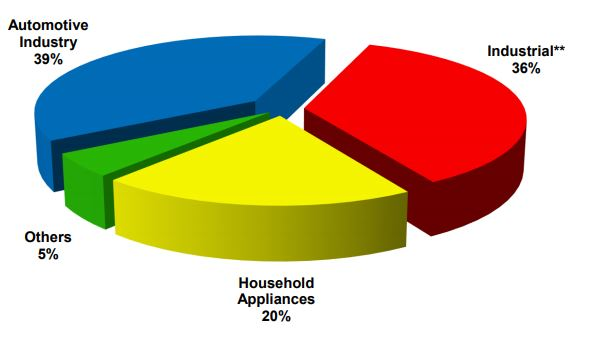 Automotive
Industry
39%
Industrial**
36%
Others
5%
Household
Appliances
20%